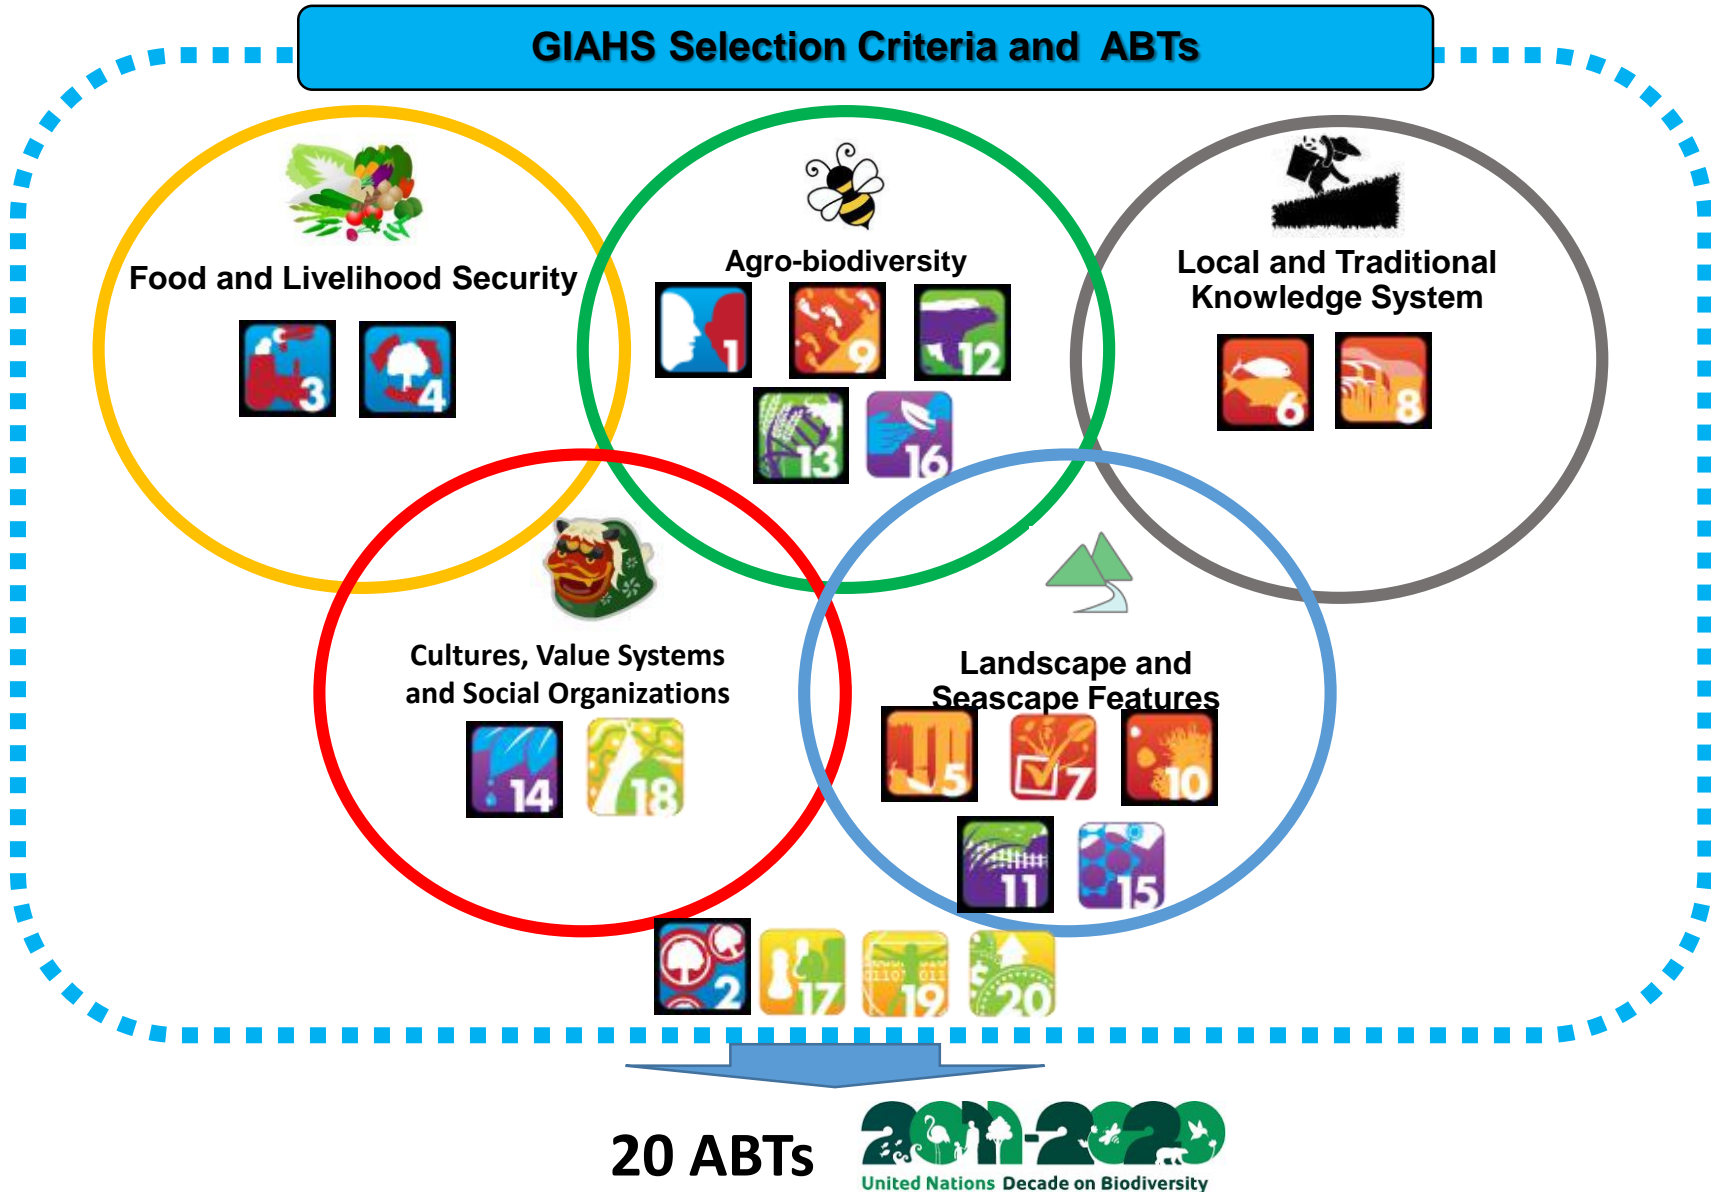 GIAHS Selection Criteria and ABTs
Food and Livelihood Security
3 4
Agro-biodiversity
1 9 12
13 16
Local and Traditional
Knowledge System
6 8
Cultures, Value Systems
and Social Organizations
14 18
Landscape and
Seascape Features
5 7 10
11 15
2 17 19 20
01101 011
$
20 ABTs
2011-2020
United Nations Decade on Biodiversity